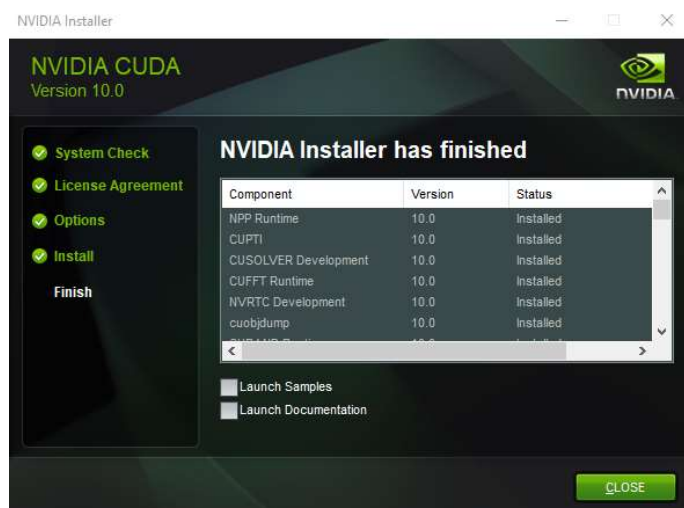 NVIDIA Installer
NVIDIA CUDA
Version 10.0
NVIDIA.
System Check
License Agreement
Options
Install
Finish
NVIDIA Installer has finished
Component Version Status
NPP Runtime 10.0 Installed
CUPTI 10.0 Installed
CUSOLVER Development 10.0 Installed
CUFFT Runtime 10.0 Installed
NVRTC Development 10.0 Installed
cuobjdump 10.0 Installed
Launch Samples
Launch Documentation
CLOSE